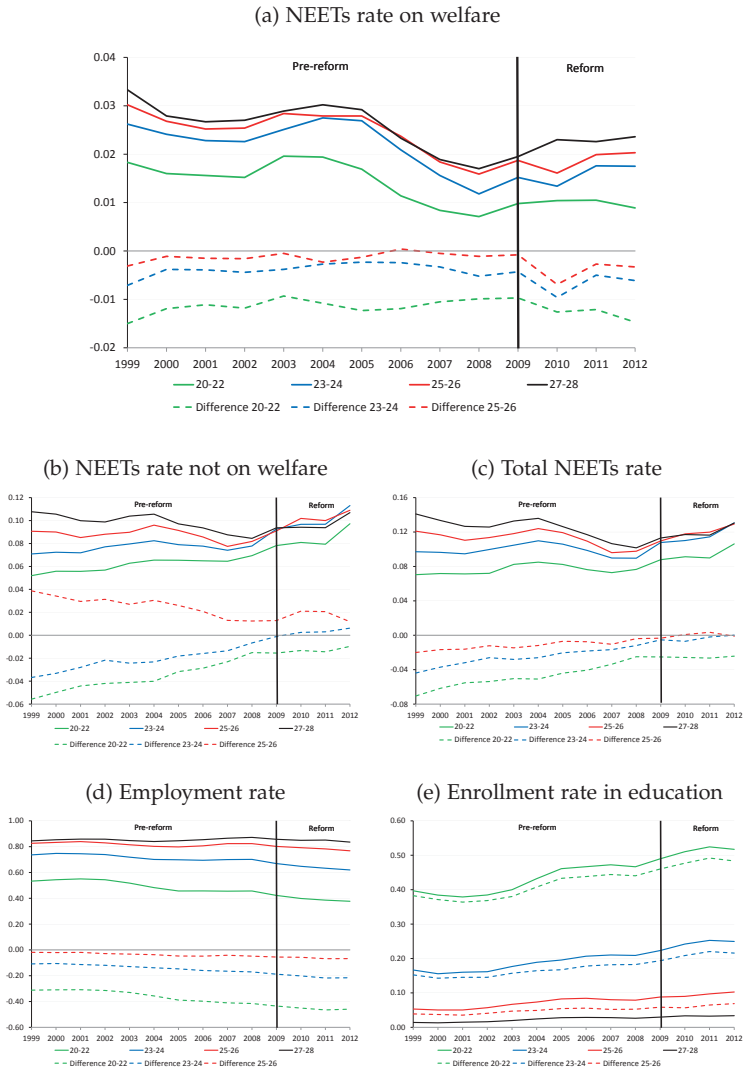 (a) NEETs rate on welfare
Pre-reform Reform
0.04
0.03
0.02
0.01
0.00
-0.01
-0.02
1999 2000 2001 2002 2003 2004 2005 2006 2007 2008 2009 2010 2011 2012
20-22 23-24 25-26 27-28
Difference 20-22 Difference 23-24 Difference 25-26
(b) NEETs rate not on welfare
Pre-reform Reform
0.12
0.10
0.08
0.06
0.04
0.02
0.00
-0.02
-0.04
-0.06
1999 2000 2001 2002 2003 2004 2005 2006 2007 2008 2009 2010 2011 2012
20-22 23-24 25-26 27-28
Difference 20-22 Difference 23-24 Difference 25-26
(c) Total NEETs rate
Pre-reform Reform
0.16
0.12
0.08
0.04
0.00
-0.04
-0.08
1999 2000 2001 2002 2003 2004 2005 2006 2007 2008 2009 2010 2011 2012
20-22 23-24 25-26 27-28
Difference 20-22 Difference 23-24 Difference 25-26
(d) Employment rate
Pre-reform Reform
1.00
0.80
0.60
0.40
0.20
0.00
-0.20
-0.40
-0.60
1999 2000 2001 2002 2003 2004 2005 2006 2007 2008 2009 2010 2011 2012
20-22 23-24 25-26 27-28
Difference 20-22 Difference 23-24 Difference 25-26
(e) Enrollment rate in education
Pre-reform Reform
0.60
0.50
0.40
0.30
0.20
0.10
0.00
1999 2000 2001 2002 2003 2004 2005 2006 2007 2008 2009 2010 2011 2012
20-22 23-24 25-26 27-28
Difference 20-22 Difference 23-24 Difference 25-26